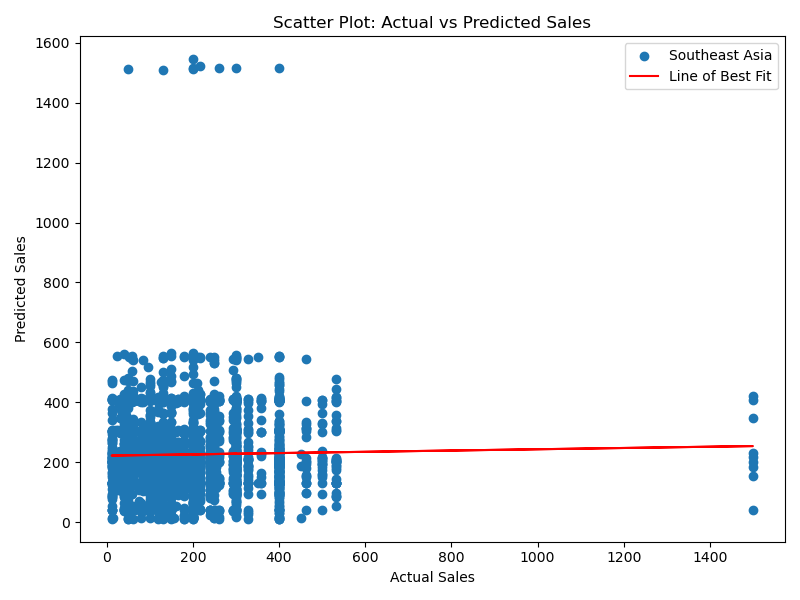 Scatter Plot: Actual vs Predicted Sales
Southeast Asia
Line of Best Fit
Predicted Sales
1600
1400
1200
1000
800
600
400
200
0
0 200 400 600 800 1000 1200 1400
Actual Sales